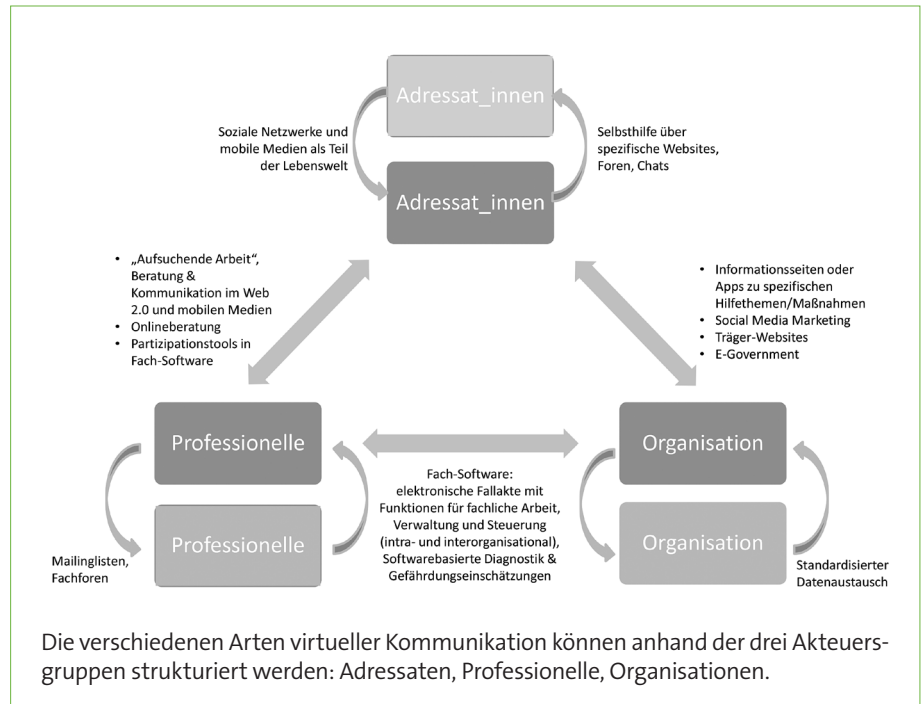 Adressat_innen
Soziale Netzwerke und
mobile Medien als Teil
der Lebenswelt
Selbsthilfe über
spezifische Websites,
Foren, Chats
Adressat_innen
• „Aufsuchende Arbeit“,
Beratung &
Kommunikation im Web
2.0 und mobilen Medien
• Onlineberatung
• Partizipationstools in
Fach-Software
• Informationsseiten oder
Apps zu spezifischen
Hilfethemen/Maßnahmen
• Social Media Marketing
• Träger-Websites
• E-Government
Professionelle
Organisation
Fach-Software:
elektronische Fallakte mit
Funktionen für fachliche Arbeit,
Verwaltung und Steuerung
(intra- und interorganisational),
Softwarebasierte Diagnostik &
Gefährdungseinschätzungen
Professionelle
Organisation
Mailinglisten,
Fachforen
Standardisierter
Datenaustausch
Die verschiedenen Arten virtueller Kommunikation können anhand der drei Akteurs-
gruppen strukturiert werden: Adressaten, Professionelle, Organisationen.